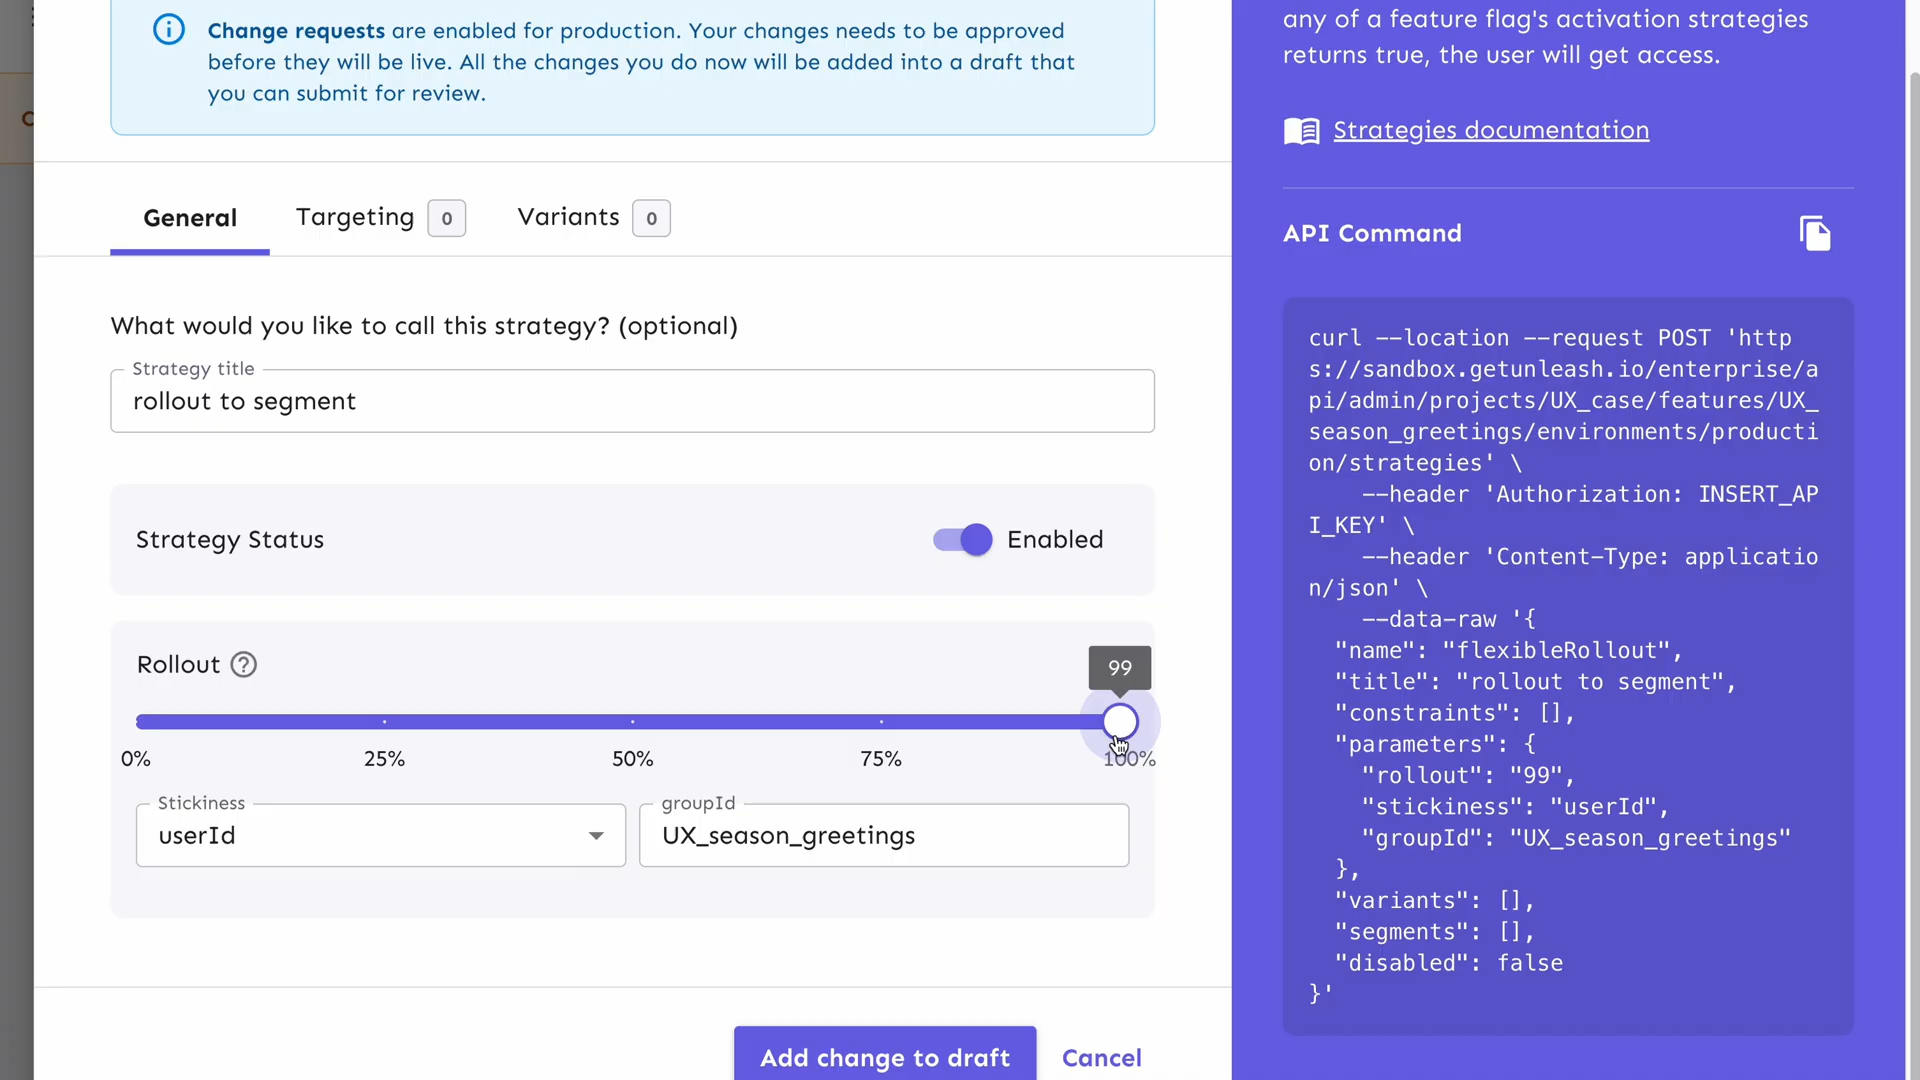 Change requests are enabled for production. Your changes needs to be approved
before they will be live. All the changes you do now will be added into a draft that
you can submit for review.
General
Targeting 0
Variants 0
What would you like to call this strategy? (optional)
Strategy title
rollout to segment
Strategy Status
Enabled
Rollout
99
0% 25% 50% 75% 100%
Stickiness
userId
groupId
UX_season_greetings
Add change to draft
Cancel
any of a feature flag's activation strategies
returns true, the user will get access.
Strategies documentation
API Command
curl --location --request POST 'http
s://sandbox.getunleash.io/enterprise/a
pi/admin/projects/UX_case/features/UX_
season_greetings/environments/producti
on/strategies' \
--header 'Authorization: INSERT_AP
I_KEY' \
--header 'Content-Type: applicatio
n/json' \
--data-raw '{
"name": "flexibleRollout",
"title": "rollout to segment",
"constraints": [],
"parameters": {
"rollout": "99",
"stickiness": "userId",
"groupId": "UX_season_greetings"
},
"variants": [],
"segments": [],
"disabled": false
}'